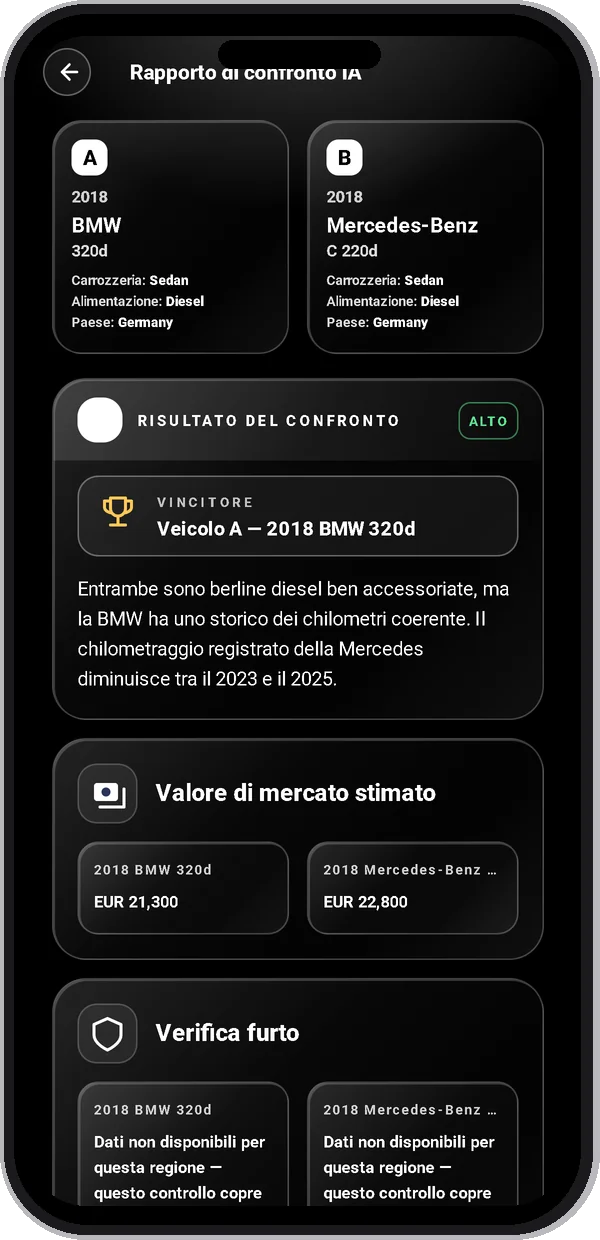 Rapporto di confronto IA
A
2018
BMW
320d
Carrozzeria: Sedan
Alimentazione: Diesel
Paese: Germany
B
2018
Mercedes-Benz
C 220d
Carrozzeria: Sedan
Alimentazione: Diesel
Paese: Germany
RISULTATO DEL CONFRONTO
ALTO
VINCITORE
Veicolo A — 2018 BMW 320d
Entrambe sono berline diesel ben accessoriate, ma
la BMW ha uno storico dei chilometri coerente. Il
chilometraggio registrato della Mercedes
diminuisce tra il 2023 e il 2025.
Valore di mercato stimato
2018 BMW 320d
EUR 21,300
2018 Mercedes-Benz …
EUR 22,800
Verifica furto
2018 BMW 320d
Dati non disponibili per
questa regione —
questo controllo copre
2018 Mercedes-Benz …
Dati non disponibili per
questa regione —
questo controllo copre